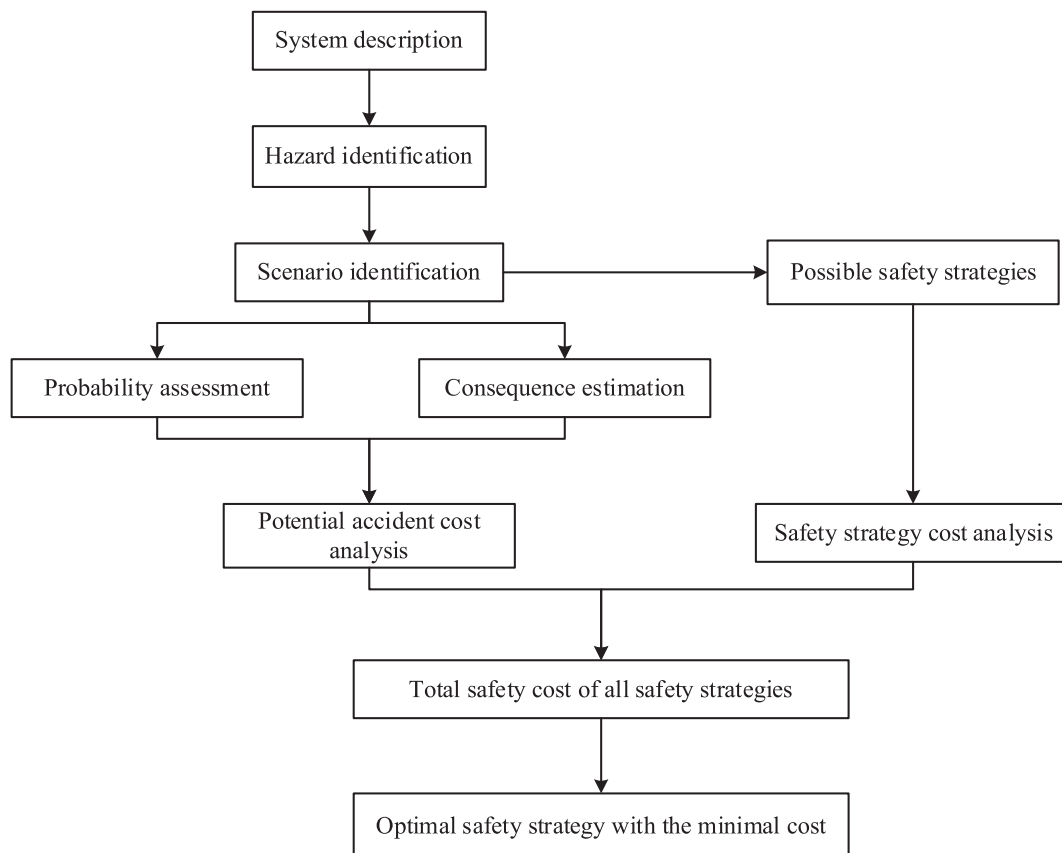 System description
Hazard identification
Scenario identification
Possible safety strategies
Probability assessment
Consequence estimation
Potential accident cost
analysis
Safety strategy cost analysis
Total safety cost of all safety strategies
Optimal safety strategy with the minimal cost